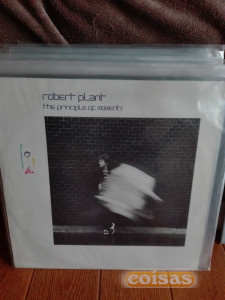 robert plant
the principle of moments
coisas